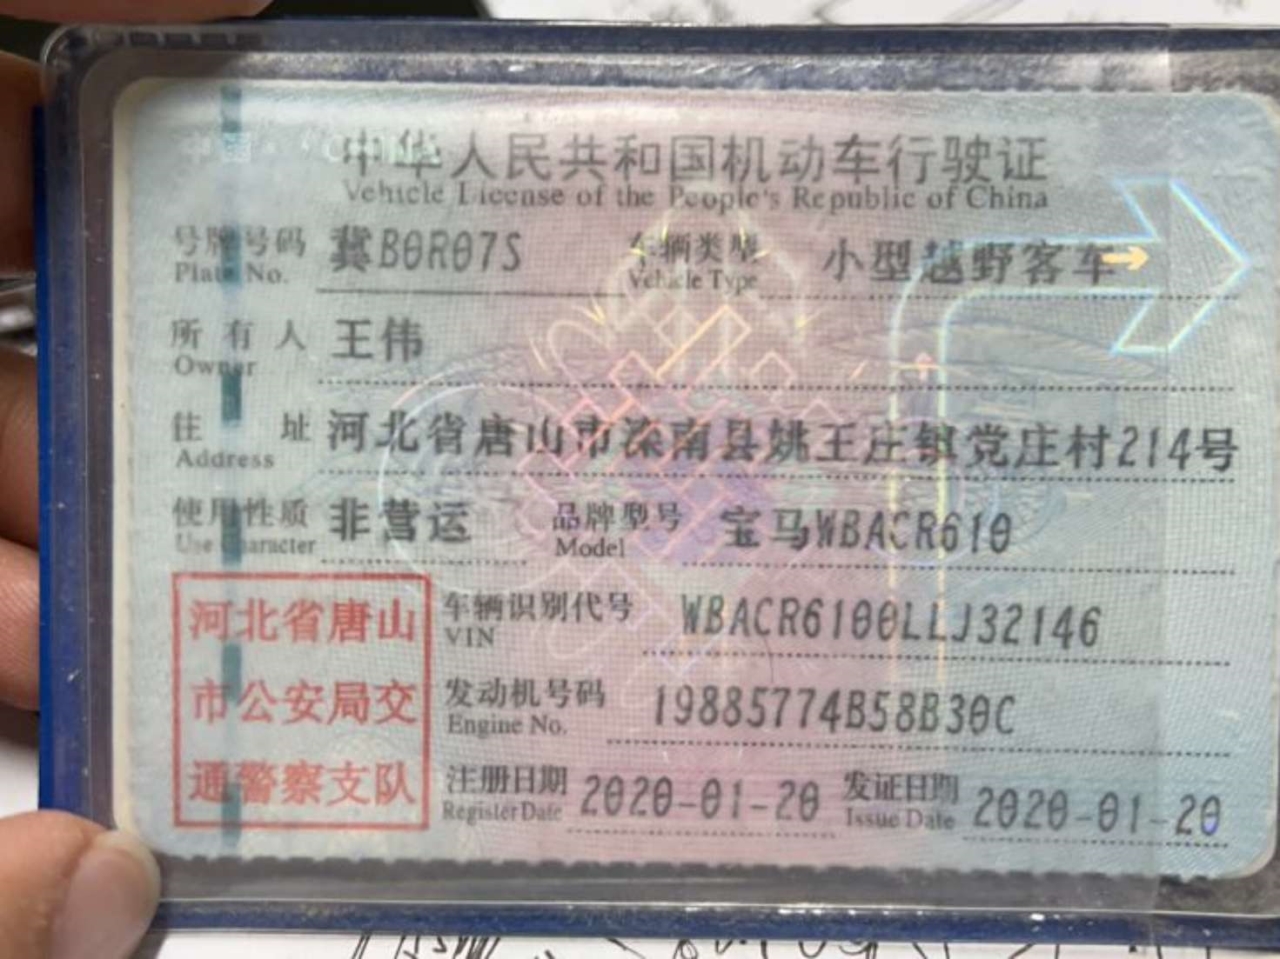 中华人民共和国机动车行驶证
Vehicle License of the People's Republic of China
号牌号码 冀B0R07S 车辆类型 小型越野客车
Plate No. Vehicle Type
所有人 王伟
Owner
住址 河北省唐山市滦南县姚王庄镇党庄村214号
Address
使用性质 非营运 品牌型号 宝马WBACR610
Use Character Model
河北省唐山
市公安局交
通警察支队
车辆识别代号 WBACR6100LLJ32146
VIN
发动机号码 19885774B58B30C
Engine No.
注册日期 2020-01-20 发证日期 2020-01-20
Register Date Issue Date